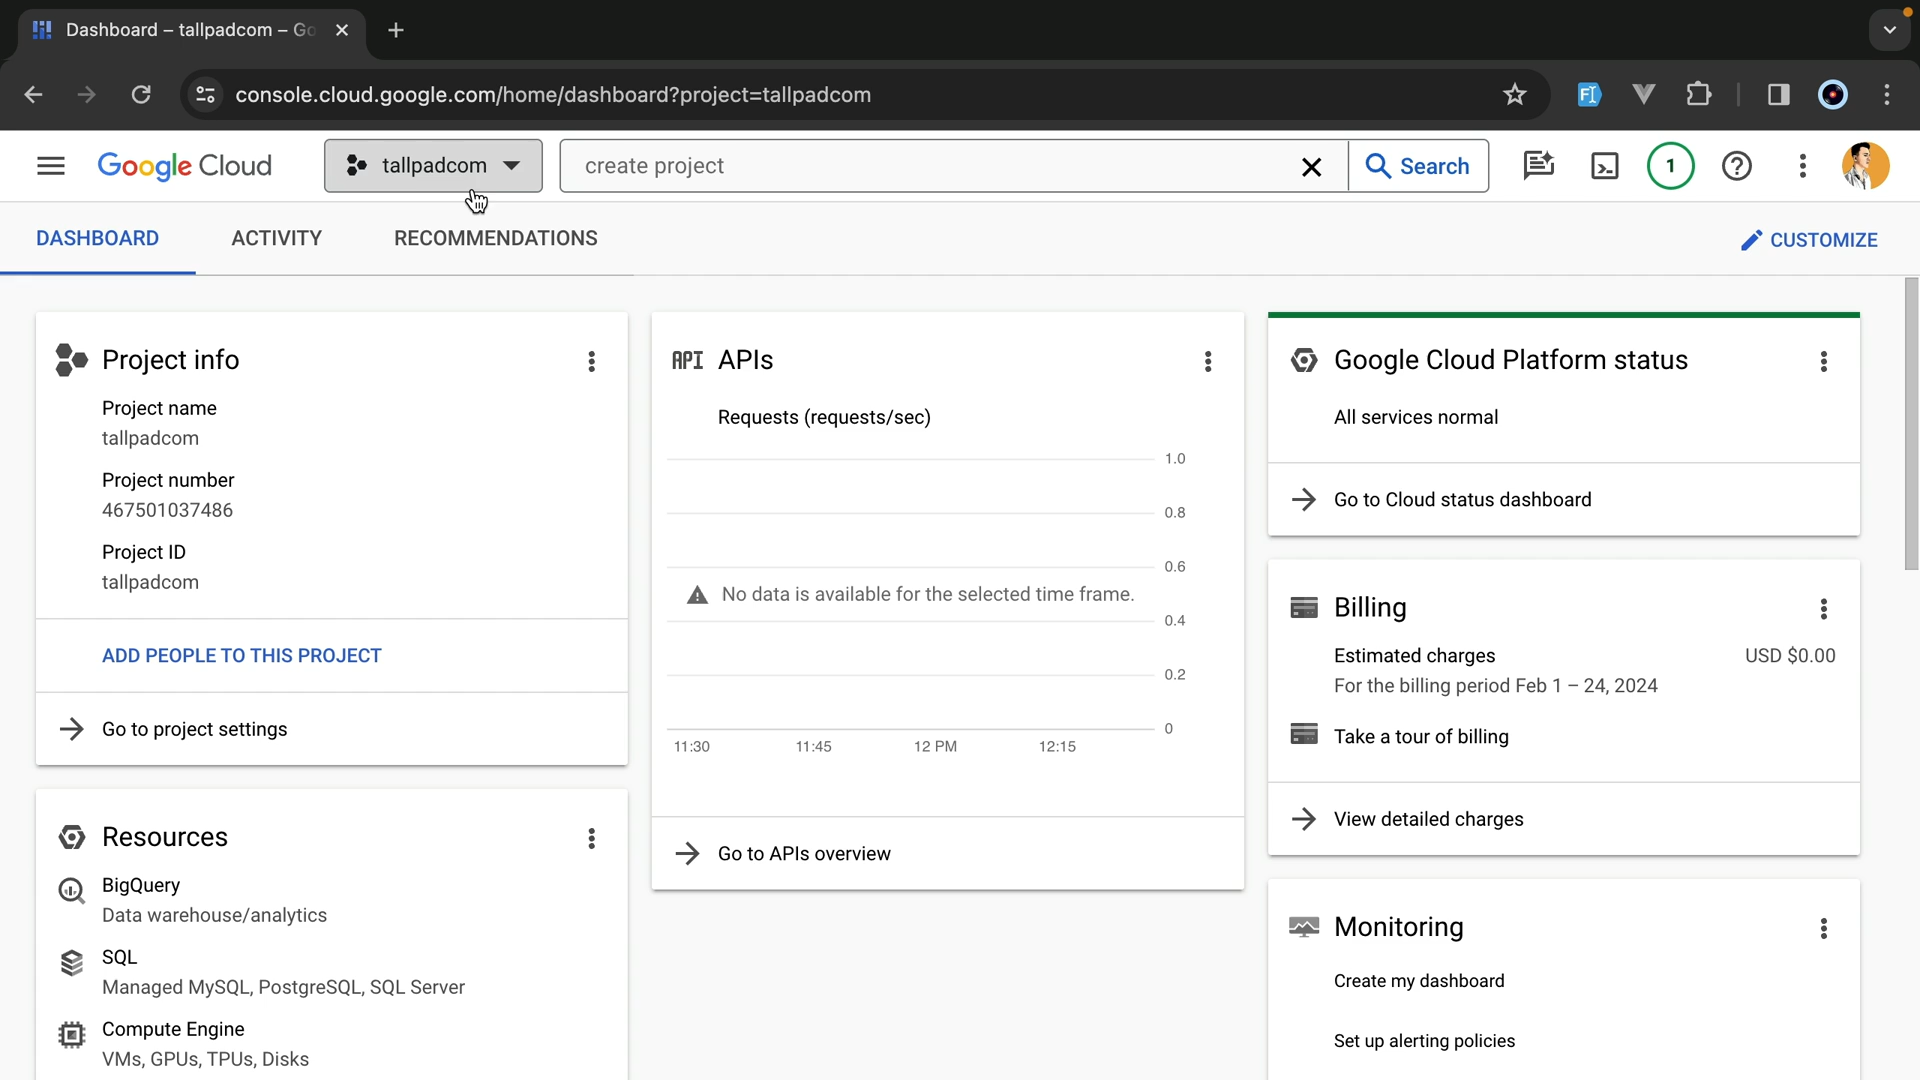 Dashboard – tallpadcom – Go
console.cloud.google.com/home/dashboard?project=tallpadcom
FI
Google Cloud
tallpadcom
create project
Search
1
DASHBOARD
ACTIVITY
RECOMMENDATIONS
CUSTOMIZE
Project info
Project name
tallpadcom
Project number
467501037486
Project ID
tallpadcom
ADD PEOPLE TO THIS PROJECT
Go to project settings
Resources
BigQuery
Data warehouse/analytics
SQL
Managed MySQL, PostgreSQL, SQL Server
Compute Engine
VMs, GPUs, TPUs, Disks
API APIs
Requests (requests/sec)
1.0
0.8
0.6
No data is available for the selected time frame.
0.4
0.2
0
11:30 11:45 12 PM 12:15
Go to APIs overview
Google Cloud Platform status
All services normal
Go to Cloud status dashboard
Billing
Estimated charges USD $0.00
For the billing period Feb 1 – 24, 2024
Take a tour of billing
View detailed charges
Monitoring
Create my dashboard
Set up alerting policies